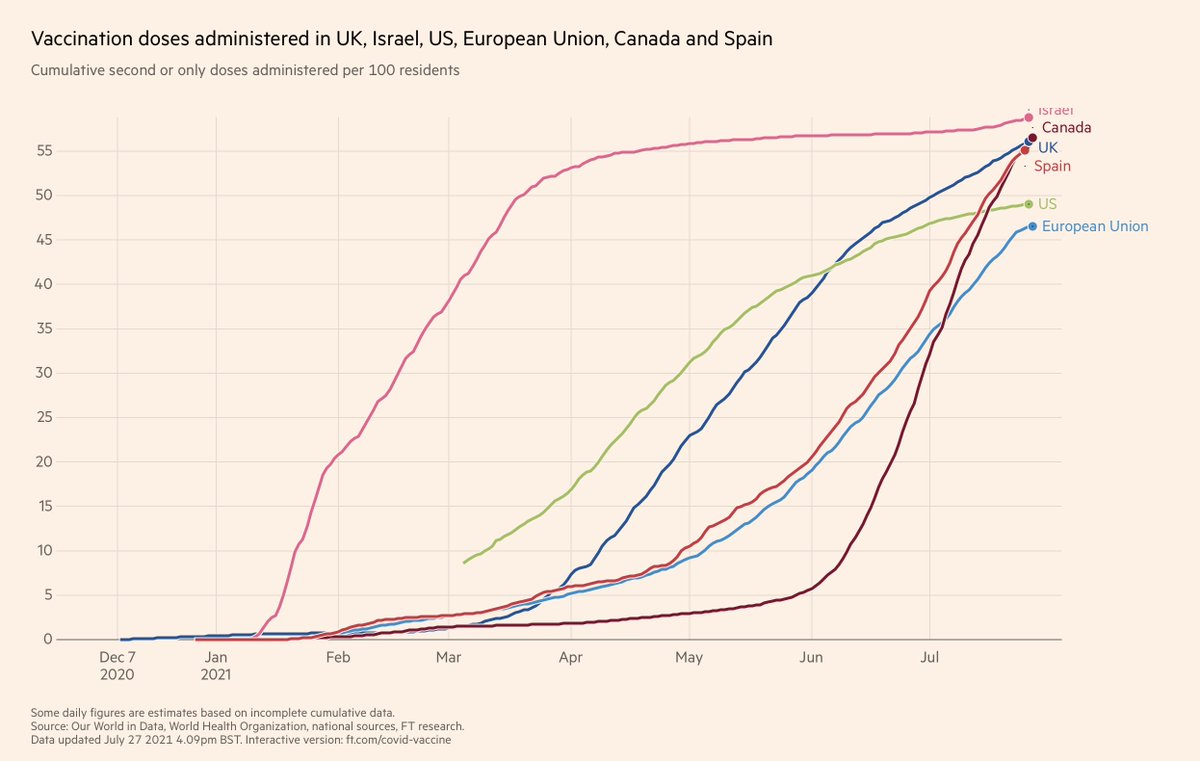 Vaccination doses administered in UK, Israel, US, European Union, Canada and Spain
Cumulative second or only doses administered per 100 residents
Israel
Canada
UK
Spain
US
European Union
55
50
45
40
35
30
25
20
15
10
5
0
Dec 7 Jan Feb Mar Apr May Jun Jul
2020 2021
Some daily figures are estimates based on incomplete cumulative data.
Source: Our World in Data, World Health Organization, national sources, FT research.
Data updated July 27 2021 4.09pm BST. Interactive version: ft.com/covid-vaccine